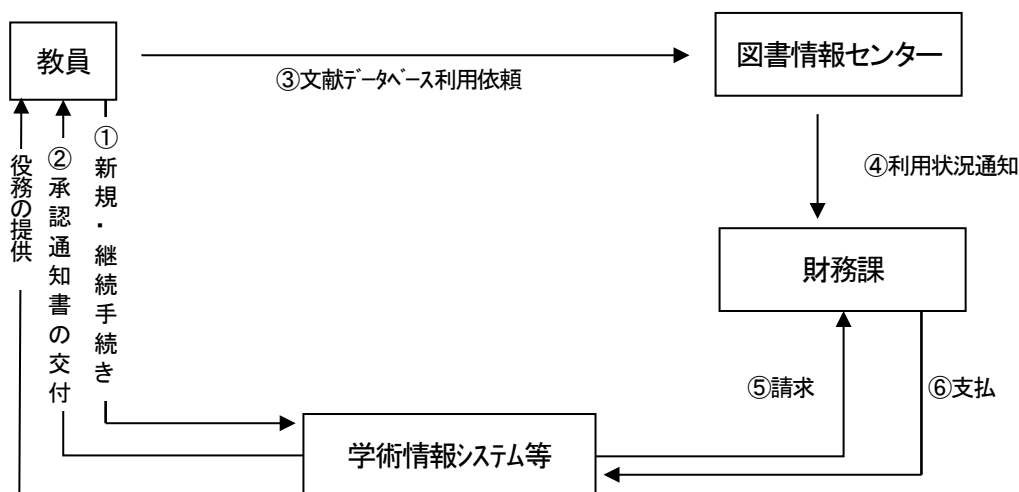 教員
図書情報センター
③文献データベース利用依頼
①新規・継続手続き
②承認通知書の交付
役務の提供
④利用状況通知
財務課
⑤請求
⑥支払
学術情報システム等